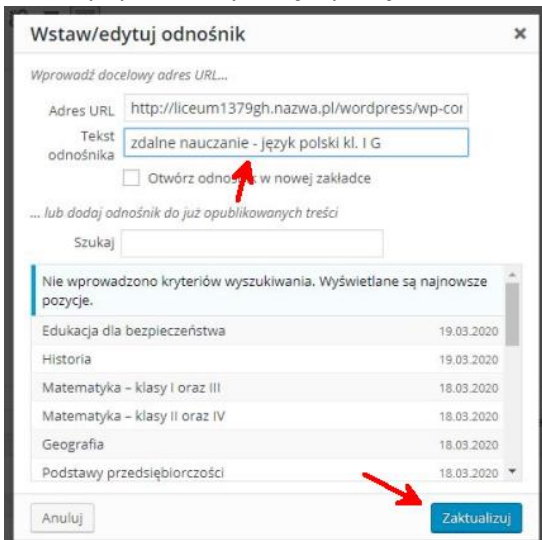 Wstaw/edytuj odnośnik ×
Wprowadź docelowy adres URL...
Adres URL http://liceum1379gh.nazwa.pl/wordpress/wp-cor
Tekst odnośnika zdalne nauczanie - język polski kl. I G
Otwórz odnośnik w nowej zakładce
... lub dodaj odnośnik do już opublikowanych treści
Szukaj
Nie wprowadzono kryteriów wyszukiwania. Wyświetlane są najnowsze
pozycje.
Edukacja dla bezpieczeństwa 19.03.2020
Historia 19.03.2020
Matematyka – klasy I oraz III 18.03.2020
Matematyka – klasy II oraz IV 18.03.2020
Geografia 18.03.2020
Podstawy przedsiębiorczości 18.03.2020
Anuluj Zaktualizuj